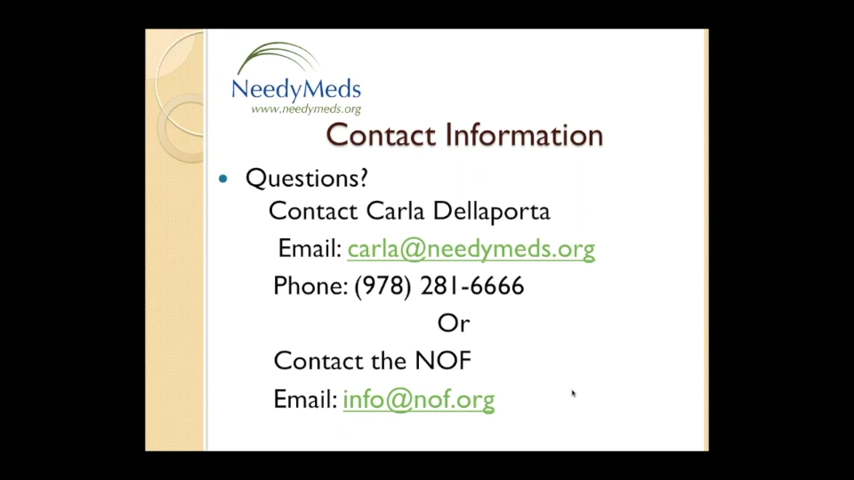 NeedyMeds
www.needymeds.org
Contact Information
• Questions?
Contact Carla Dellaporta
Email: carla@needymeds.org
Phone: (978) 281-6666
Or
Contact the NOF
Email: info@nof.org